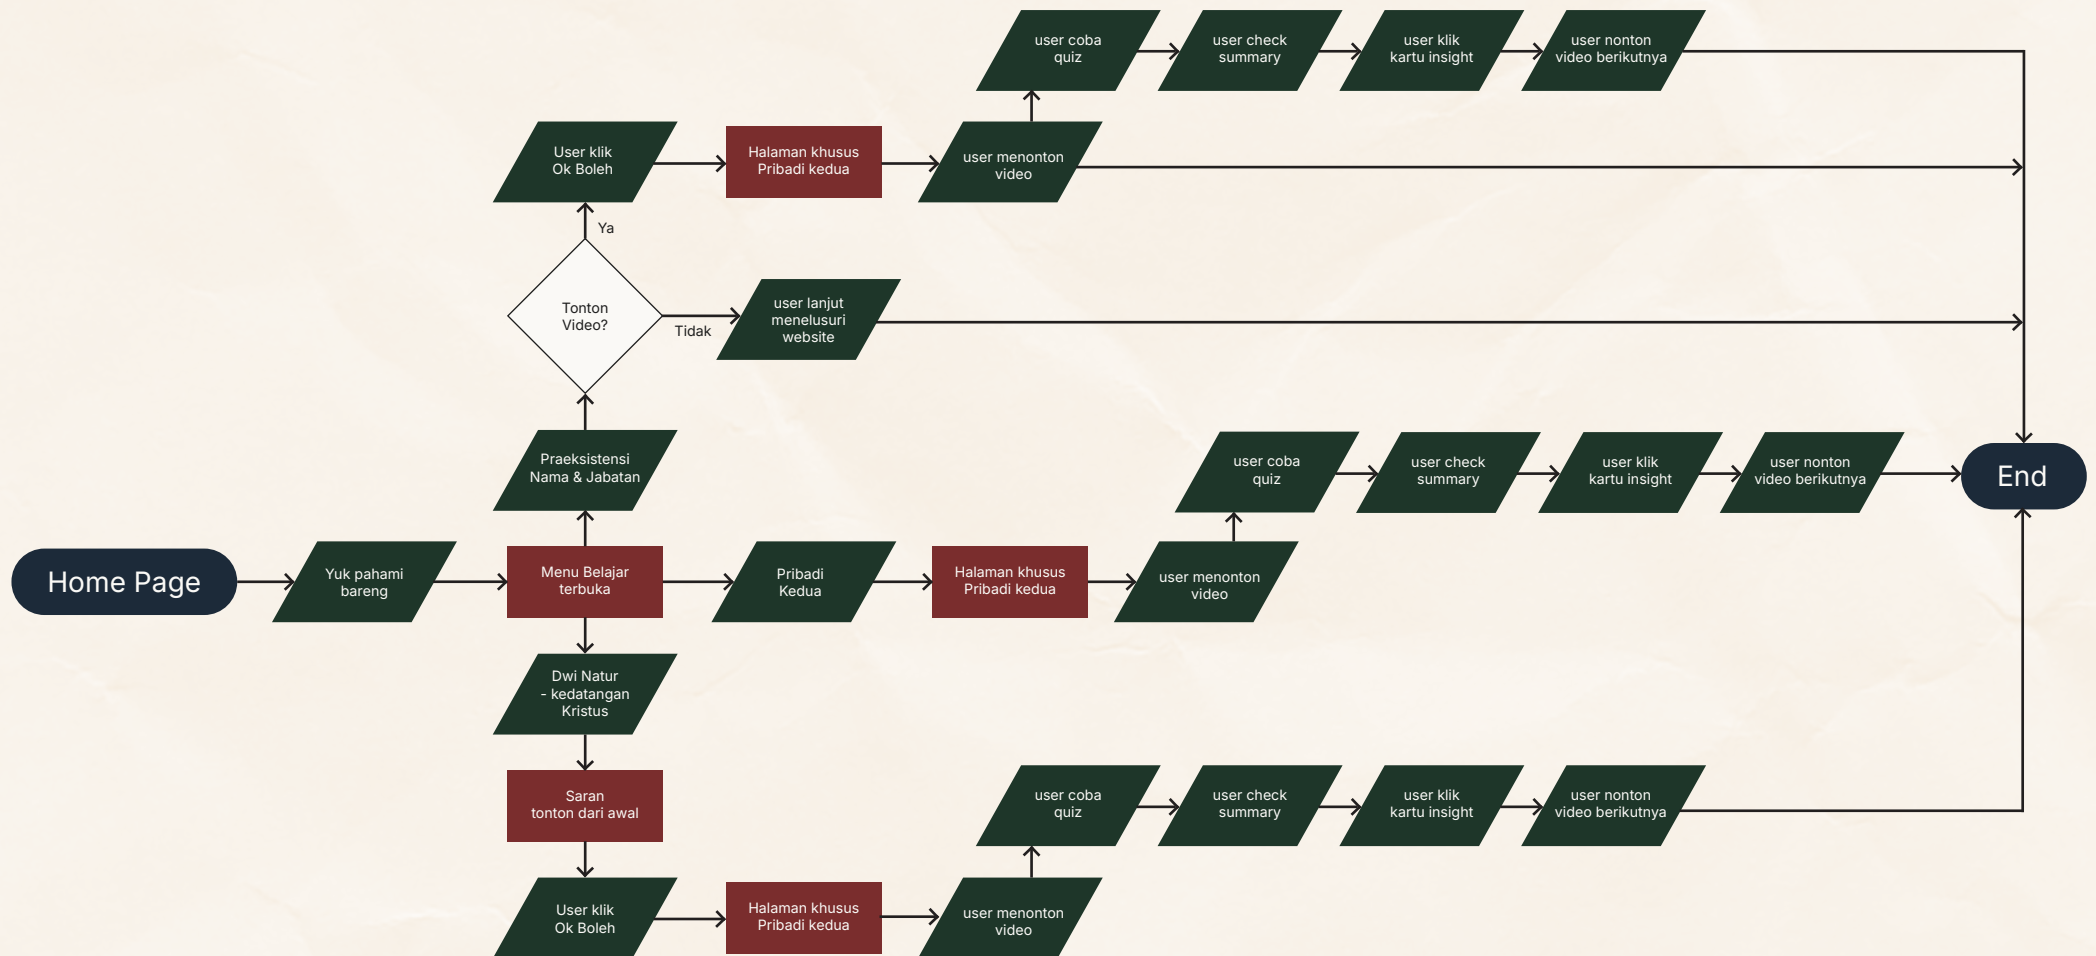 user coba
quiz
user check
summary
user klik
kartu insight
user nonton
video berikutnya
User klik
Ok Boleh
Halaman khusus
Pribadi kedua
user menonton
video
Ya
Tonton
Video?
Tidak
user lanjut
menelusuri
website
Praeksistensi
Nama & Jabatan
user coba
quiz
user check
summary
user klik
kartu insight
user nonton
video berikutnya
End
Home Page
Yuk pahami
bareng
Menu Belajar
terbuka
Pribadi
Kedua
Halaman khusus
Pribadi kedua
user menonton
video
Dwi Natur
- kedatangan
Kristus
Saran
tonton dari awal
user coba
quiz
user check
summary
user klik
kartu insight
user nonton
video berikutnya
User klik
Ok Boleh
Halaman khusus
Pribadi kedua
user menonton
video